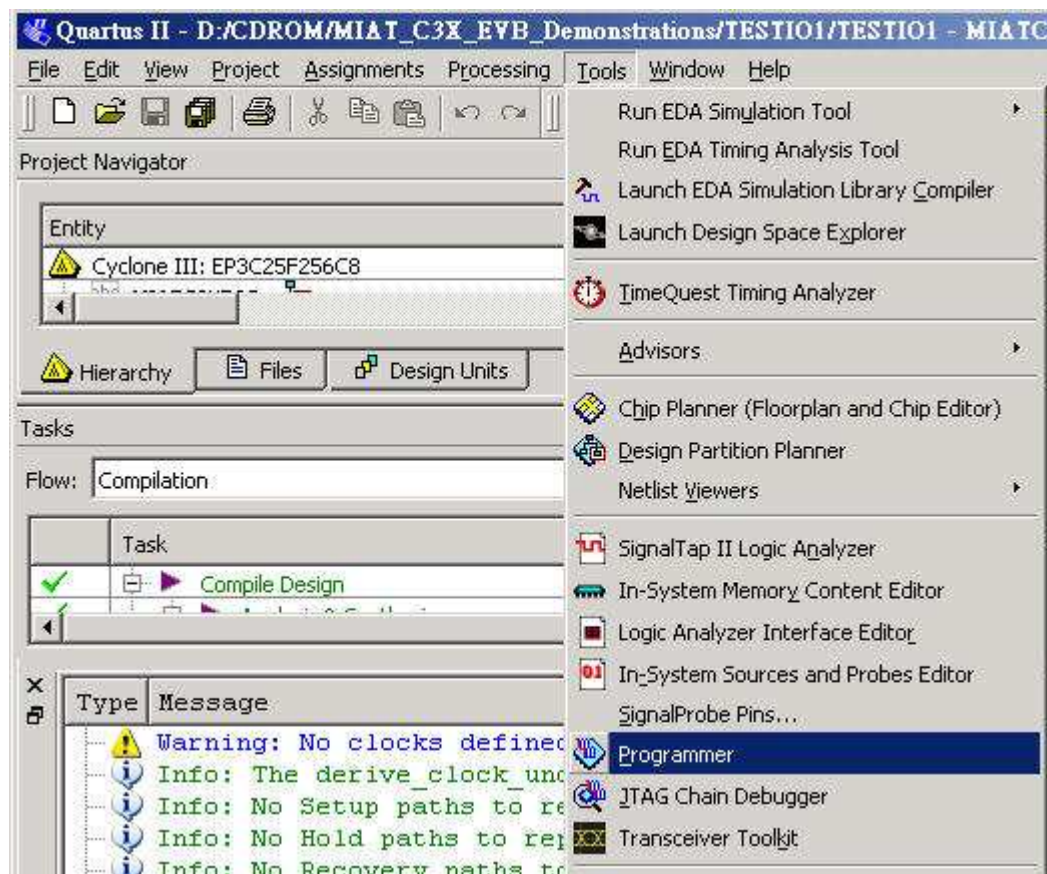 Quartus II - D:/CDROM/MIAT_C3X_EVB_Demonstrations/TESTIO1/TESTIO1 - MIATC
File Edit View Project Assignments Processing Tools Window Help
Project Navigator
Entity
Cyclone III: EP3C25F256C8
Hierarchy Files Design Units
Tasks
Flow: Compilation
Task
Compile Design
Type Message
Warning: No clocks defined
Info: The derive_clock_unc
Info: No Setup paths to re
Info: No Hold paths to rep
Info: No Recovery paths to
Run EDA Simulation Tool
Run EDA Timing Analysis Tool
Launch EDA Simulation Library Compiler
Launch Design Space Explorer
TimeQuest Timing Analyzer
Advisors
Chip Planner (Floorplan and Chip Editor)
Design Partition Planner
Netlist Viewers
SignalTap II Logic Analyzer
In-System Memory Content Editor
Logic Analyzer Interface Editor
In-System Sources and Probes Editor
SignalProbe Pins...
Programmer
JTAG Chain Debugger
Transceiver Toolkit